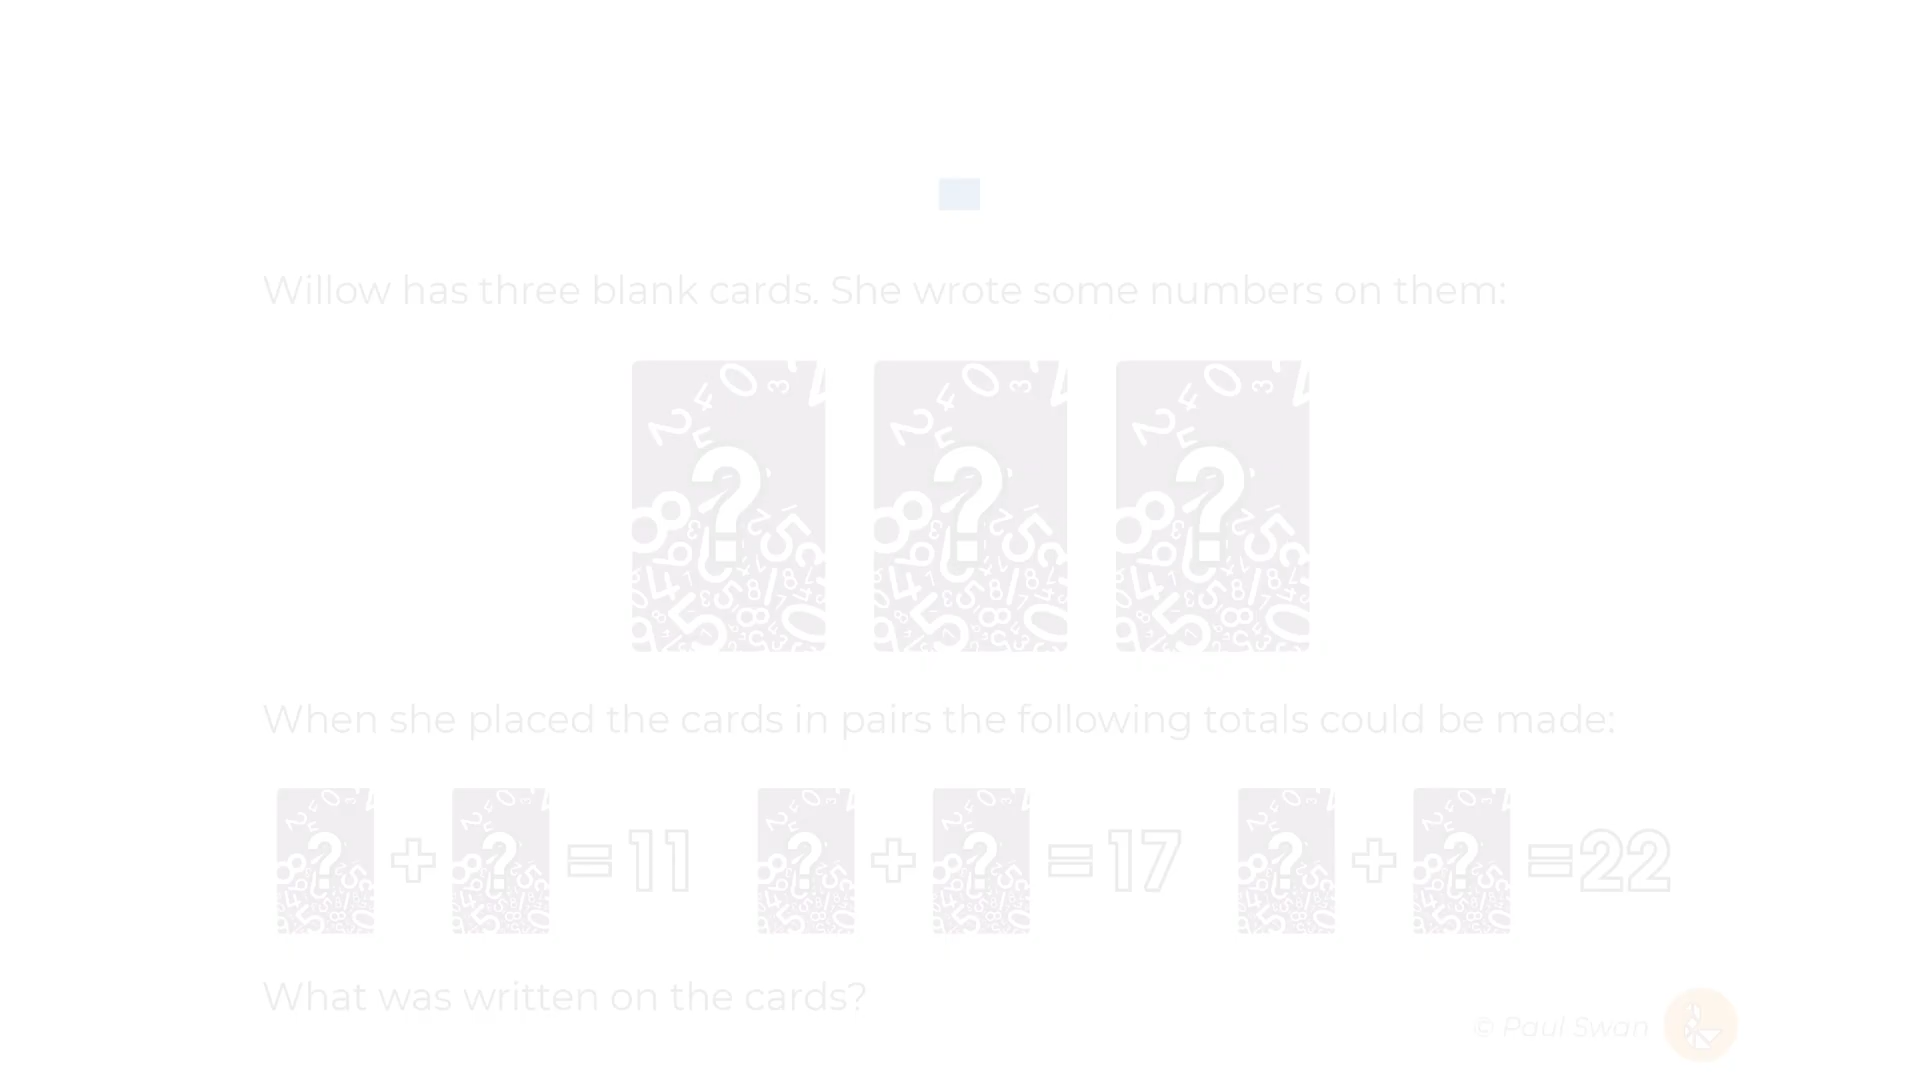 Willow has three blank cards. She wrote some numbers on them:
? ? ?
When she placed the cards in pairs the following totals could be made:
? + ? = 11 ? + ? = 17 ? + ? = 22
What was written on the cards?
© Paul Swan